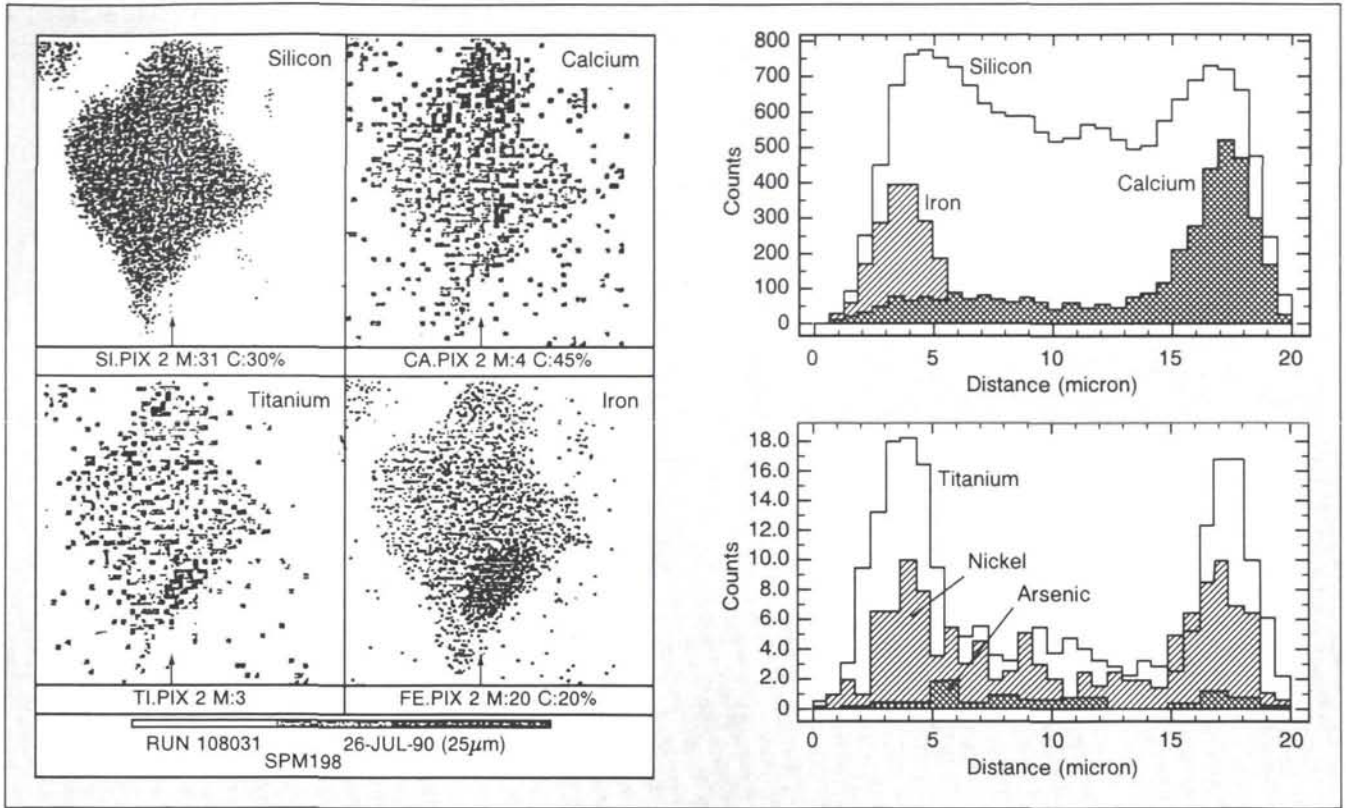 Silicon
Calcium
SI.PIX 2 M:31 C:30%
CA.PIX 2 M:4 C:45%
Titanium
Iron
TI.PIX 2 M:3
FE.PIX 2 M:20 C:20%
RUN 108031 26-JUL-90 (25μm)
SPM198
800
700
600
500
400
300
200
100
0
Counts
Silicon
Iron
Calcium
0 5 10 15 20
Distance (micron)
18.0
16.0
14.0
12.0
10.0
8.0
6.0
4.0
2.0
0
Counts
Titanium
Nickel
Arsenic
0 5 10 15 20
Distance (micron)